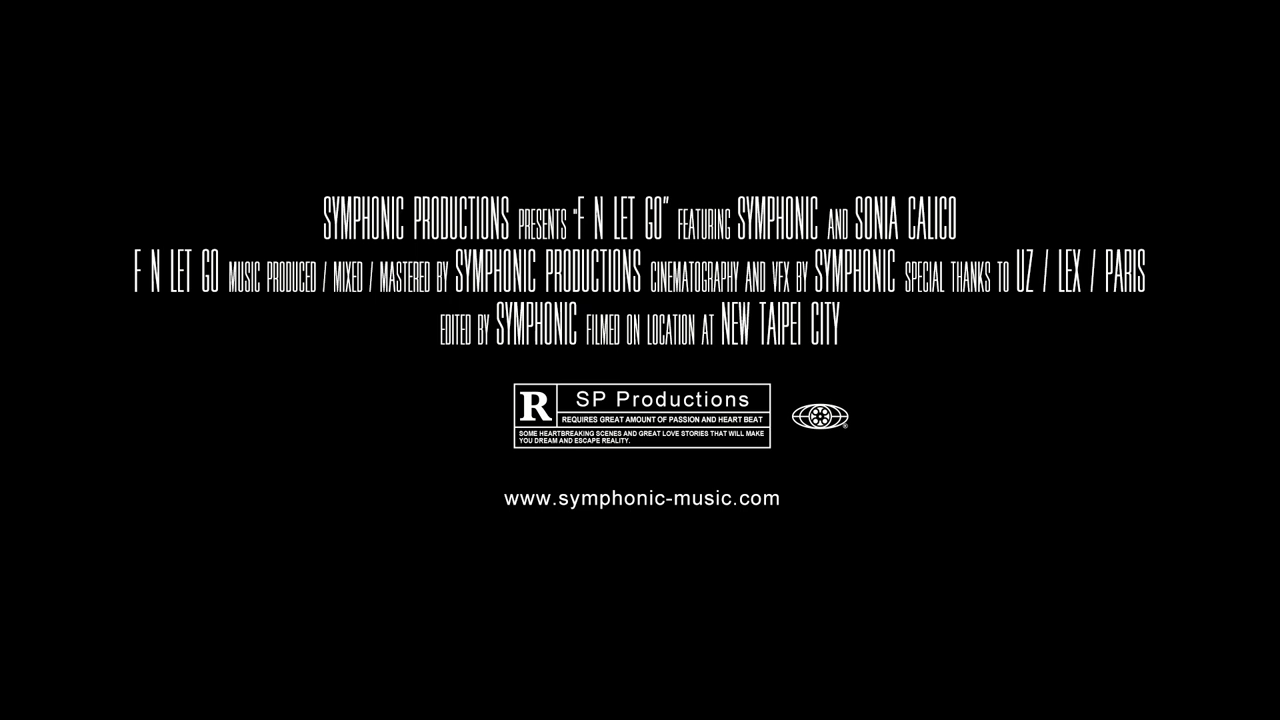 SYMPHONIC PRODUCTIONS PRESENTS "F N LET GO" FEATURING SYMPHONIC AND SONIA CALICO
F N LET GO MUSIC PRODUCED / MIXED / MASTERED BY SYMPHONIC PRODUCTIONS CINEMATOGRAPHY AND VFX BY SYMPHONIC SPECIAL THANKS TO UZ / LEX / PARIS
EDITED BY SYMPHONIC FILMED ON LOCATION AT NEW TAIPEI CITY
R SP Productions
REQUIRES GREAT AMOUNT OF PASSION AND HEART BEAT
SOME HEARTBREAKING SCENES AND GREAT LOVE STORIES THAT WILL MAKE
YOU DREAM AND ESCAPE REALITY.
®
www.symphonic-music.com